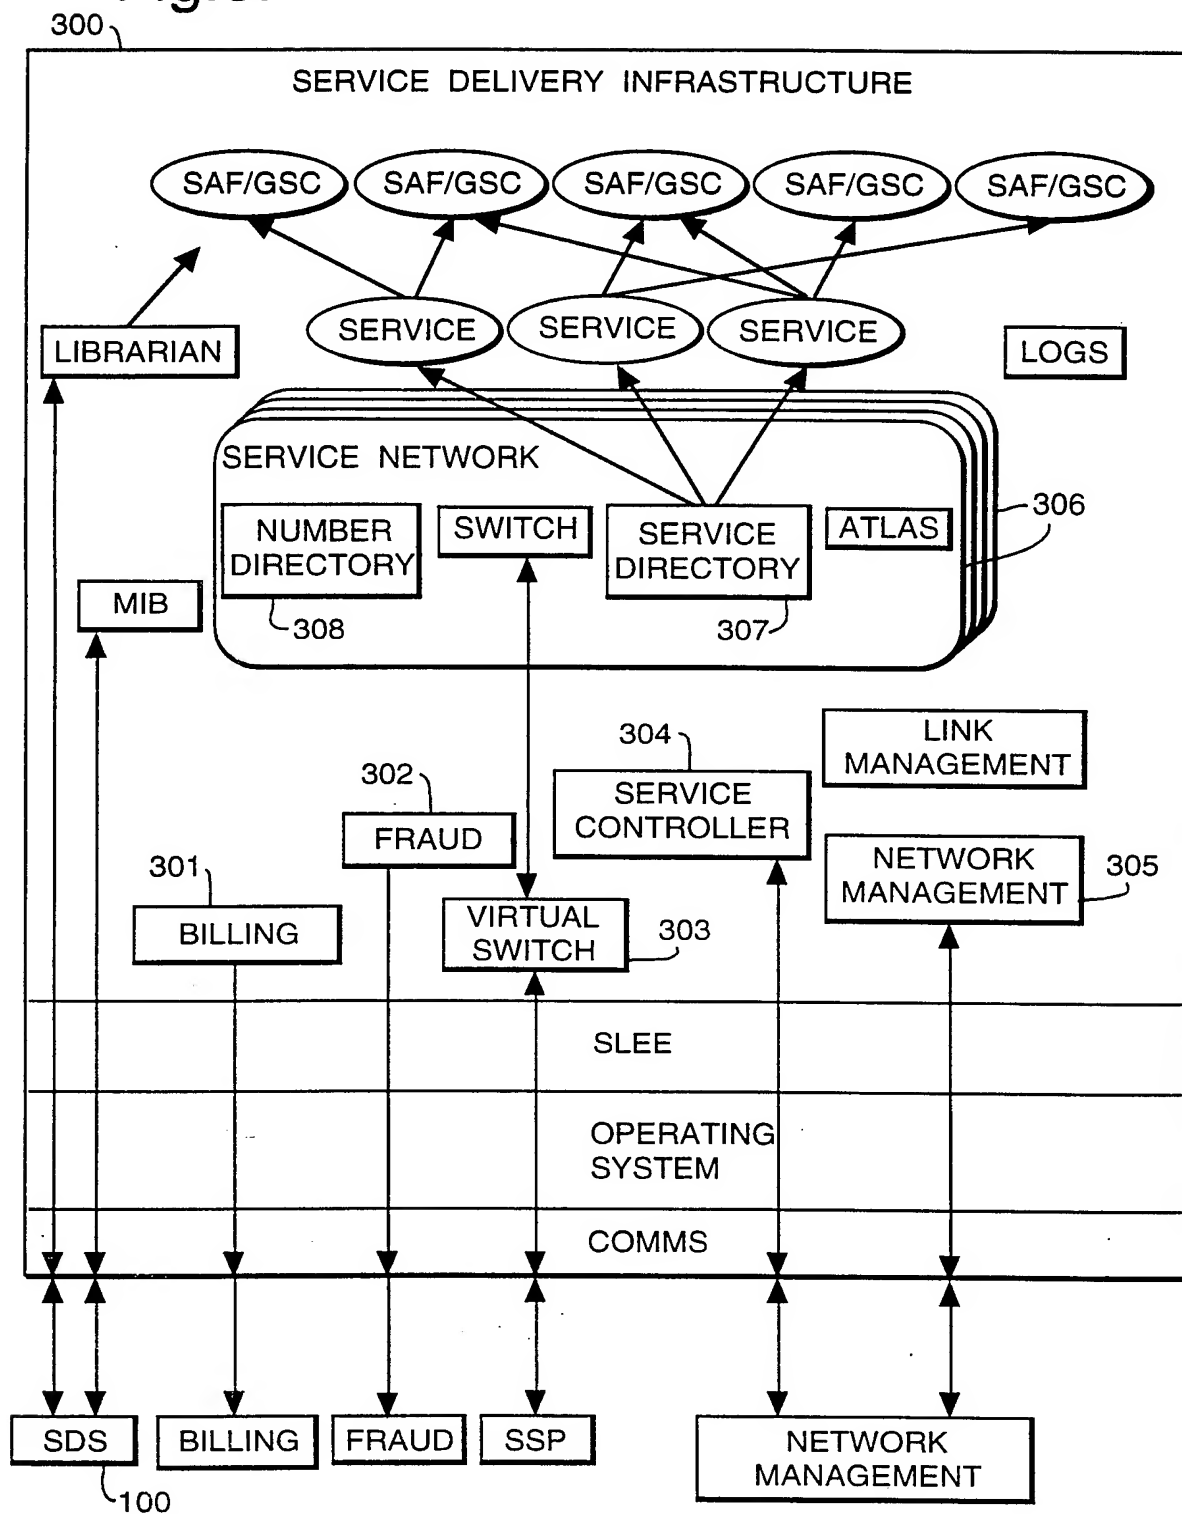 300
SERVICE DELIVERY INFRASTRUCTURE
SAF/GSC SAF/GSC SAF/GSC SAF/GSC SAF/GSC
SERVICE SERVICE SERVICE
LIBRARIAN
LOGS
SERVICE NETWORK
306
NUMBER
DIRECTORY
SWITCH
SERVICE
DIRECTORY
ATLAS
MIB
308
307
LINK
MANAGEMENT
304
SERVICE
CONTROLLER
302
FRAUD
NETWORK
MANAGEMENT
305
301
BILLING
VIRTUAL
SWITCH
303
SLEE
OPERATING
SYSTEM
COMMS
SDS
BILLING
FRAUD
SSP
NETWORK
MANAGEMENT
100